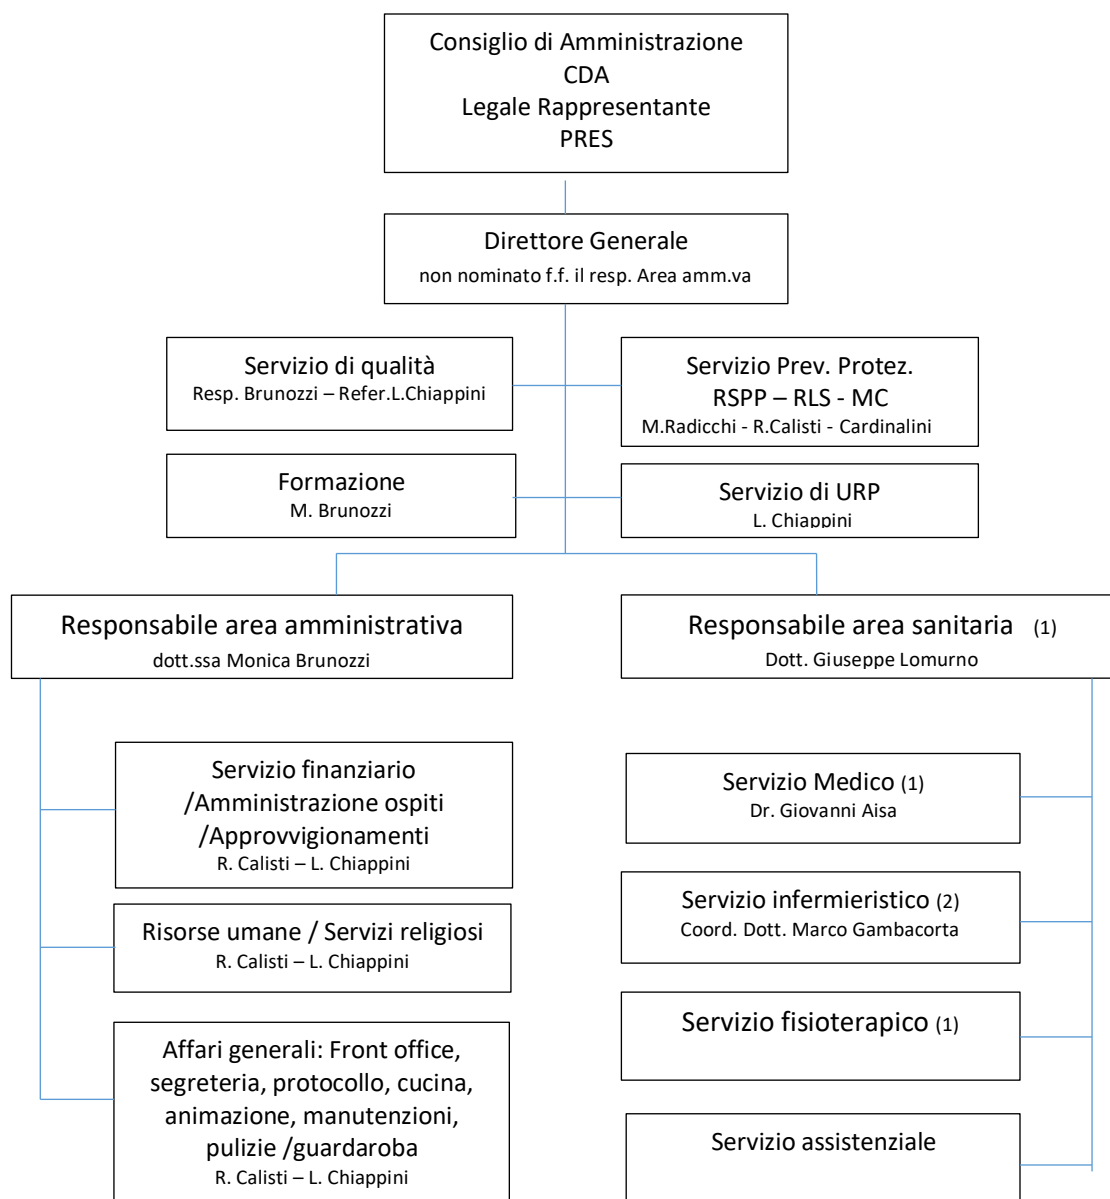 Consiglio di Amministrazione
CDA
Legale Rappresentante
PRES
Direttore Generale
non nominato f.f. il resp. Area amm.va
Servizio di qualità
Resp. Brunozzi – Refer.L.Chiappini
Servizio Prev. Protez.
RSPP – RLS - MC
M.Radicchi - R.Calisti - Cardinalini
Formazione
M. Brunozzi
Servizio di URP
L. Chiappini
Responsabile area amministrativa
dott.ssa Monica Brunozzi
Responsabile area sanitaria (1)
Dott. Giuseppe Lomurno
Servizio finanziario
/Amministrazione ospiti
/Approvvigionamenti
R. Calisti – L. Chiappini
Risorse umane / Servizi religiosi
R. Calisti – L. Chiappini
Affari generali: Front office,
segreteria, protocollo, cucina,
animazione, manutenzioni,
pulizie /guardaroba
R. Calisti – L. Chiappini
Servizio Medico (1)
Dr. Giovanni Aisa
Servizio infermieristico (2)
Coord. Dott. Marco Gambacorta
Servizio fisioterapico (1)
Servizio assistenziale